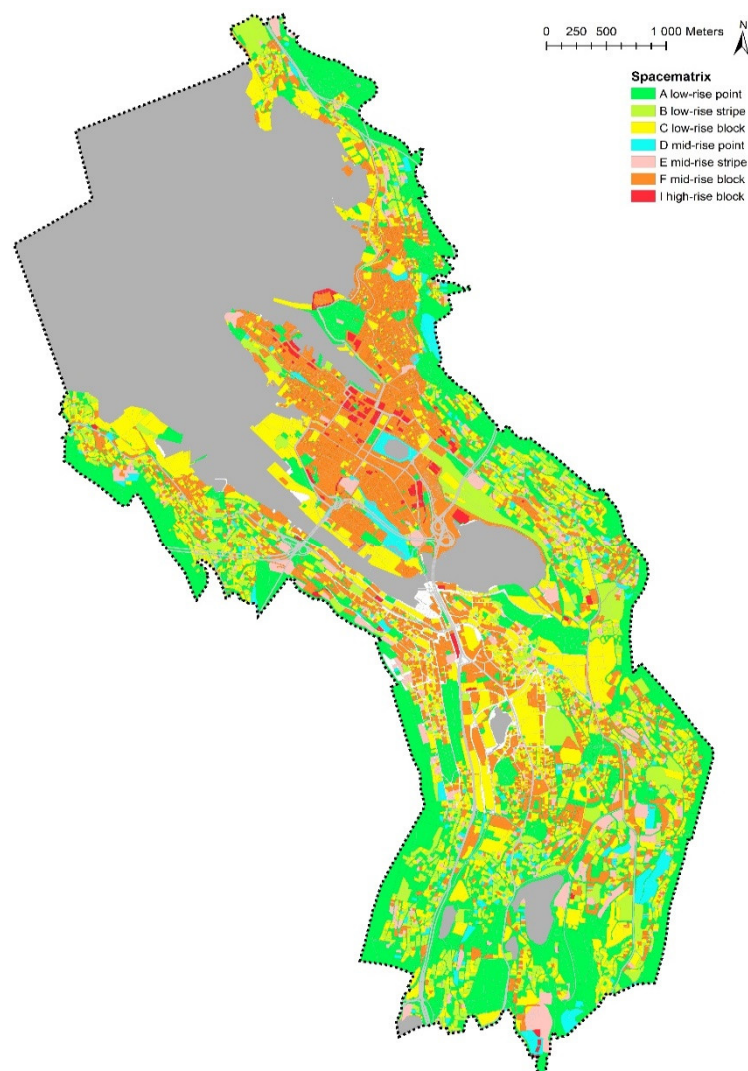 0 250 500 1 000 Meters
N
Spacematrix
A low-rise point
B low-rise stripe
C low-rise block
D mid-rise point
E mid-rise stripe
F mid-rise block
I high-rise block